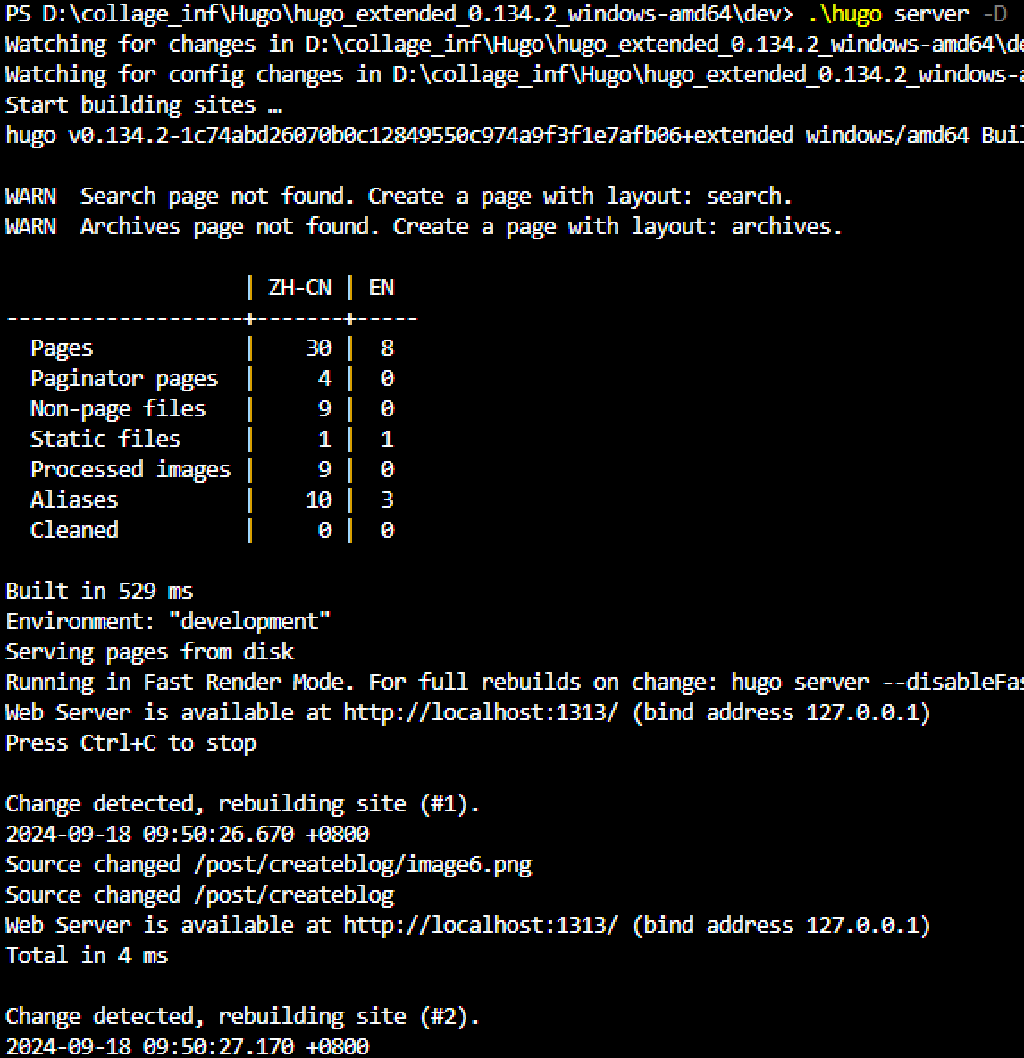 PS D:\collage_inf\Hugo\hugo_extended_0.134.2_windows-amd64\dev> .\hugo server -D
Watching for changes in D:\collage_inf\Hugo\hugo_extended_0.134.2_windows-amd64\de
Watching for config changes in D:\collage_inf\Hugo\hugo_extended_0.134.2_windows-a
Start building sites …
hugo v0.134.2-1c74abd26070b0c12849550c974a9f3f1e7afb06+extended windows/amd64 Buil
WARN  Search page not found. Create a page with layout: search.
WARN  Archives page not found. Create a page with layout: archives.
                   | ZH-CN | EN
-------------------+-------+-----
  Pages            |    30 |  8
  Paginator pages  |     4 |  0
  Non-page files   |     9 |  0
  Static files     |     1 |  1
  Processed images |     9 |  0
  Aliases          |    10 |  3
  Cleaned          |     0 |  0
Built in 529 ms
Environment: "development"
Serving pages from disk
Running in Fast Render Mode. For full rebuilds on change: hugo server --disableFas
Web Server is available at http://localhost:1313/ (bind address 127.0.0.1)
Press Ctrl+C to stop
Change detected, rebuilding site (#1).
2024-09-18 09:50:26.670 +0800
Source changed /post/createblog/image6.png
Source changed /post/createblog
Web Server is available at http://localhost:1313/ (bind address 127.0.0.1)
Total in 4 ms
Change detected, rebuilding site (#2).
2024-09-18 09:50:27.170 +0800